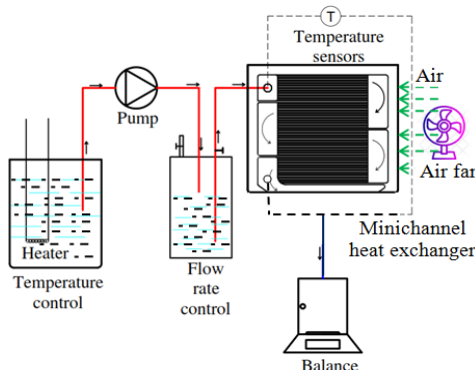 T
Temperature
sensors
Air
Pump
Air fan
Minichannel
heat exchanger
Heater
Temperature
control
Flow
rate
control
Balance